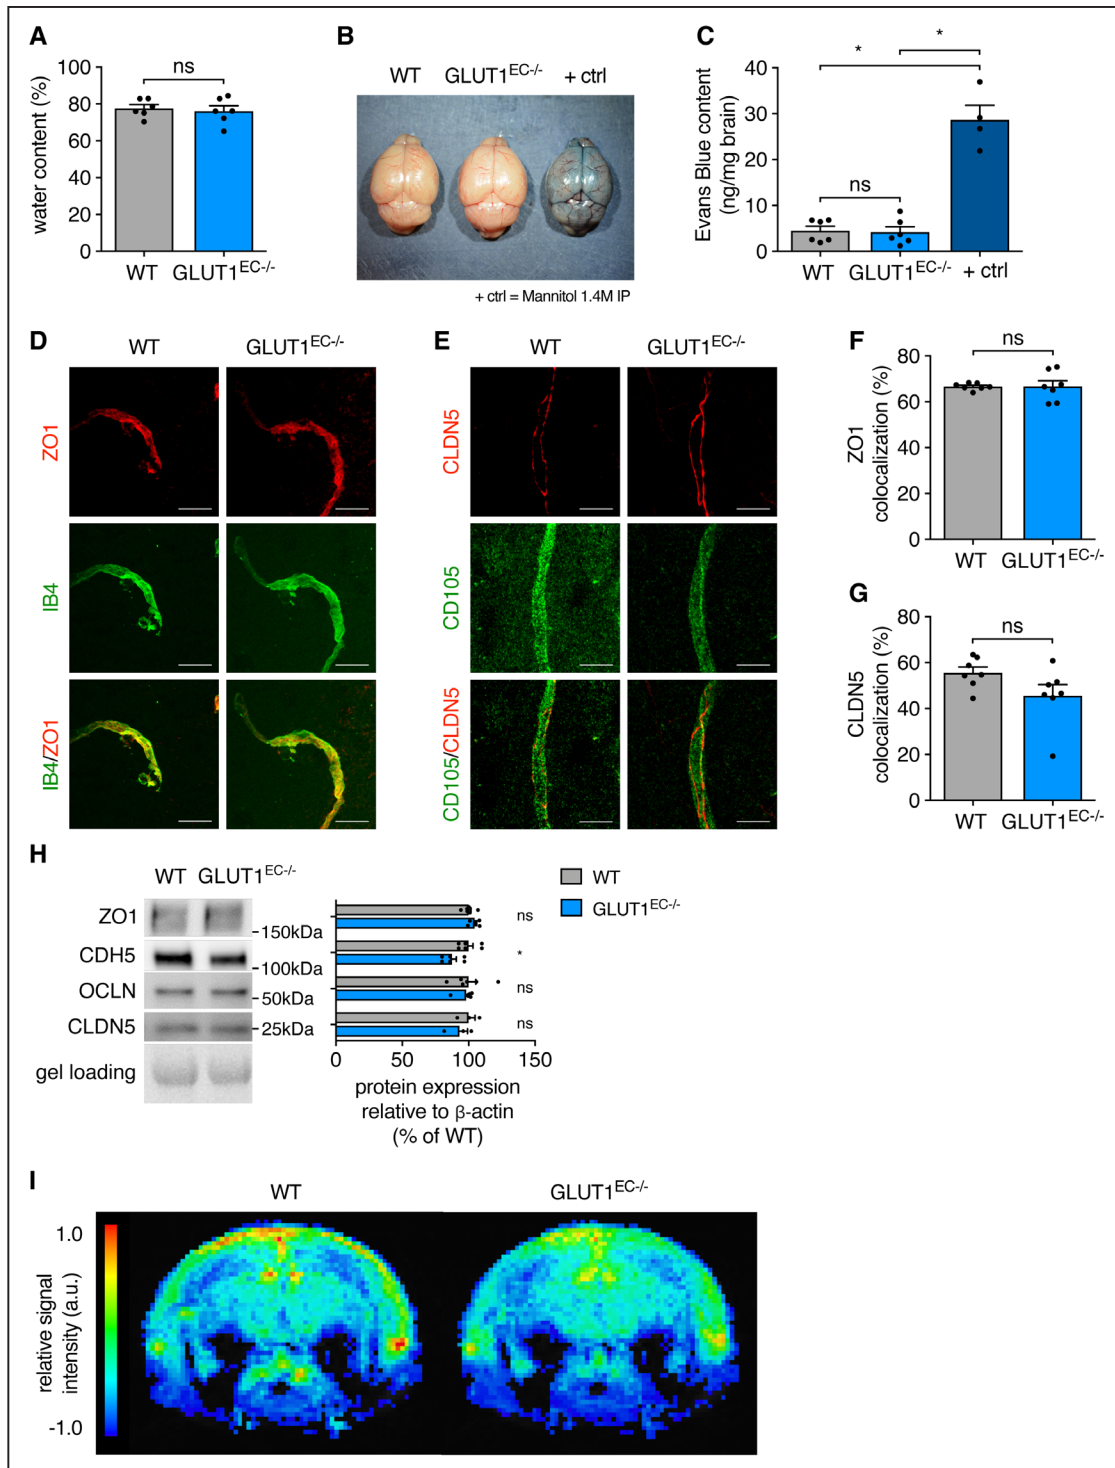 A
water content (%)
100
80
60
40
20
0
ns
WT
GLUT1EC-/-
B
WT GLUT1EC-/- + ctrl
+ ctrl = Mannitol 1.4M IP
C
Evans Blue content
(ng/mg brain)
40
30
20
10
0
*
*
ns
WT
GLUT1EC-/-
+ ctrl
D
WT
GLUT1EC-/-
ZO1
IB4
IB4/ZO1
E
WT
GLUT1EC-/-
CLDN5
CD105
CD105/CLDN5
F
ZO1
colocalization (%)
80
60
40
20
0
ns
WT
GLUT1EC-/-
G
CLDN5
colocalization (%)
80
60
40
20
0
ns
WT
GLUT1EC-/-
H
WT GLUT1EC-/-
ZO1
150kDa
CDH5
100kDa
OCLN
50kDa
CLDN5
25kDa
gel loading
WT
GLUT1EC-/-
ns
*
ns
ns
0 50 100 150
protein expression
relative to β-actin
(% of WT)
I
WT
GLUT1EC-/-
1.0
relative signal
intensity (a.u.)
-1.0